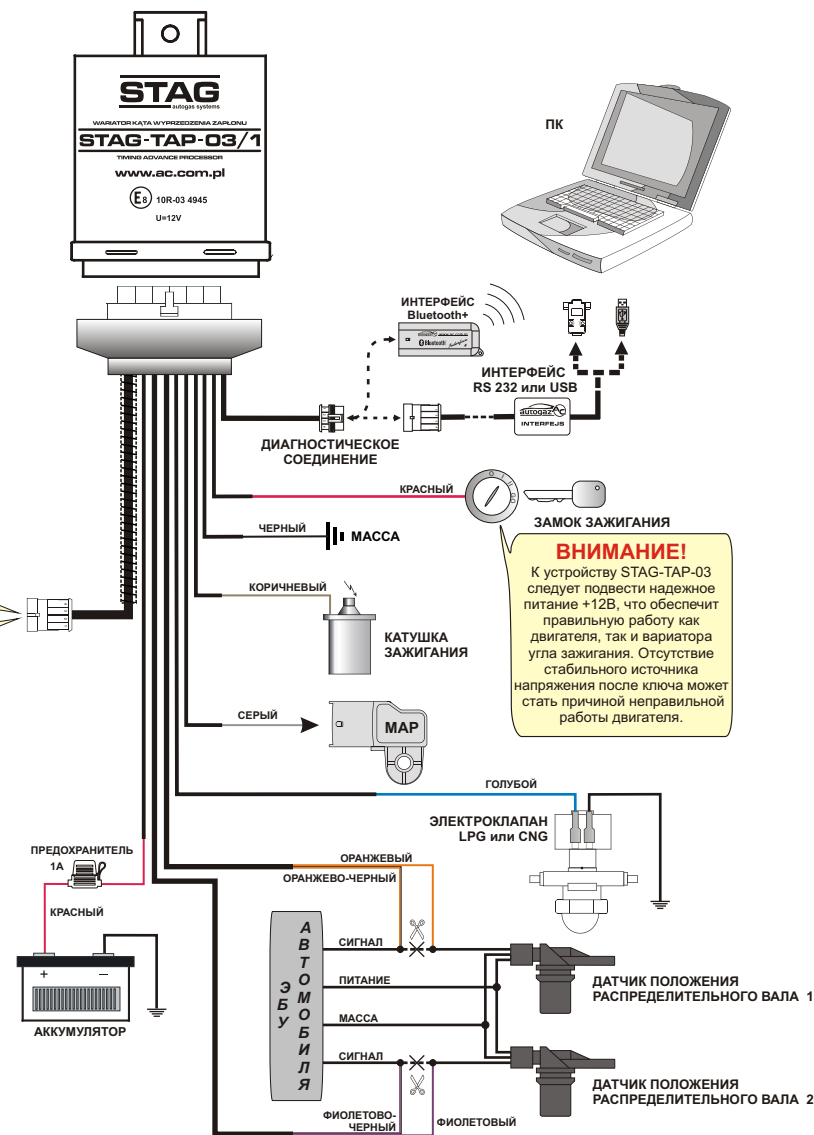 STAG
autogas systems
WARIATOR KĄTA WYPRZEDZENIA ZAPŁONU
STAG-TAP-03/1
TIMING ADVANCE PROCESSOR
www.ac.com.pl
E8 10R-03 4945
U=12V
ПК
ИНТЕРФЕЙС
Bluetooth+
Bluetooth
ИНТЕРФЕЙС
RS 232 или USB
autogaz AC
INTERFEJS
ДИАГНОСТИЧЕСКОЕ
СОЕДИНЕНИЕ
КРАСНЫЙ
ЗАМОК ЗАЖИГАНИЯ
ЧЕРНЫЙ
МАССА
ВНИМАНИЕ!
К устройству STAG-TAP-03
следует подвести надежное
питание +12В, что обеспечит
правильную работу как
двигателя, так и вариатора
угла зажигания. Отсутствие
стабильного источника
напряжения после ключа может
стать причиной неправильной
работы двигателя.
КОРИЧНЕВЫЙ
КАТУШКА
ЗАЖИГАНИЯ
СЕРЫЙ
MAP
ГОЛУБОЙ
ЭЛЕКТРОКЛАПАН
LPG или CNG
ПРЕДОХРАНИТЕЛЬ
1А
КРАСНЫЙ
+ –
АККУМУЛЯТОР
ОРАНЖЕВЫЙ
ОРАНЖЕВО-ЧЕРНЫЙ
ЭБУ
АВТОМОБИЛЯ
СИГНАЛ
ПИТАНИЕ
МАССА
СИГНАЛ
ДАТЧИК ПОЛОЖЕНИЯ
РАСПРЕДЕЛИТЕЛЬНОГО ВАЛА 1
ДАТЧИК ПОЛОЖЕНИЯ
РАСПРЕДЕЛИТЕЛЬНОГО ВАЛА 2
ФИОЛЕТОВО-
ЧЕРНЫЙ
ФИОЛЕТОВЫЙ